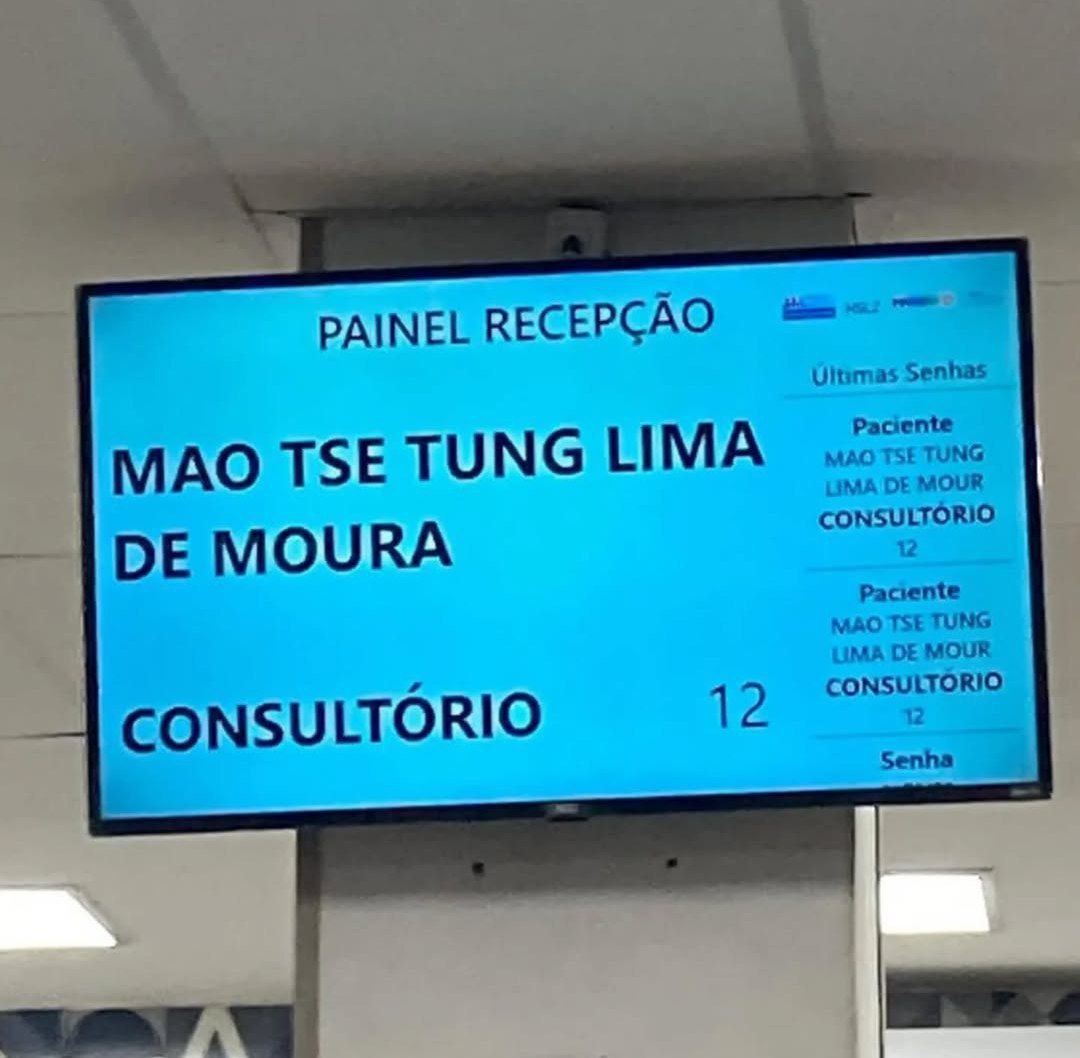 PAINEL RECEPÇÃO
MAO TSE TUNG LIMA
DE MOURA
CONSULTÓRIO 12
Últimas Senhas
Paciente
MAO TSE TUNG
LIMA DE MOUR
CONSULTÓRIO
12
Paciente
MAO TSE TUNG
LIMA DE MOUR
CONSULTÓRIO
12
Senha